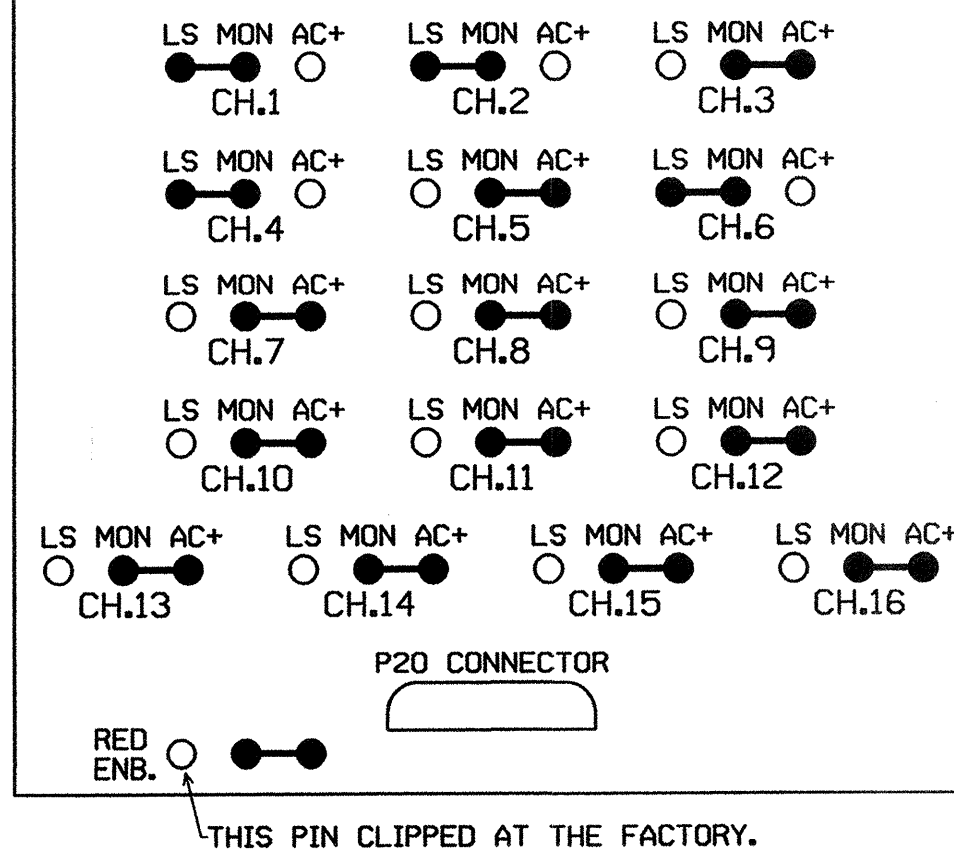 LS MON AC+ LS MON AC+ LS MON AC+
CH.1 CH.2 CH.3
LS MON AC+ LS MON AC+ LS MON AC+
CH.4 CH.5 CH.6
LS MON AC+ LS MON AC+ LS MON AC+
CH.7 CH.8 CH.9
LS MON AC+ LS MON AC+ LS MON AC+
CH.10 CH.11 CH.12
LS MON AC+ LS MON AC+ LS MON AC+ LS MON AC+
CH.13 CH.14 CH.15 CH.16
P20 CONNECTOR
RED
ENB.
THIS PIN CLIPPED AT THE FACTORY.